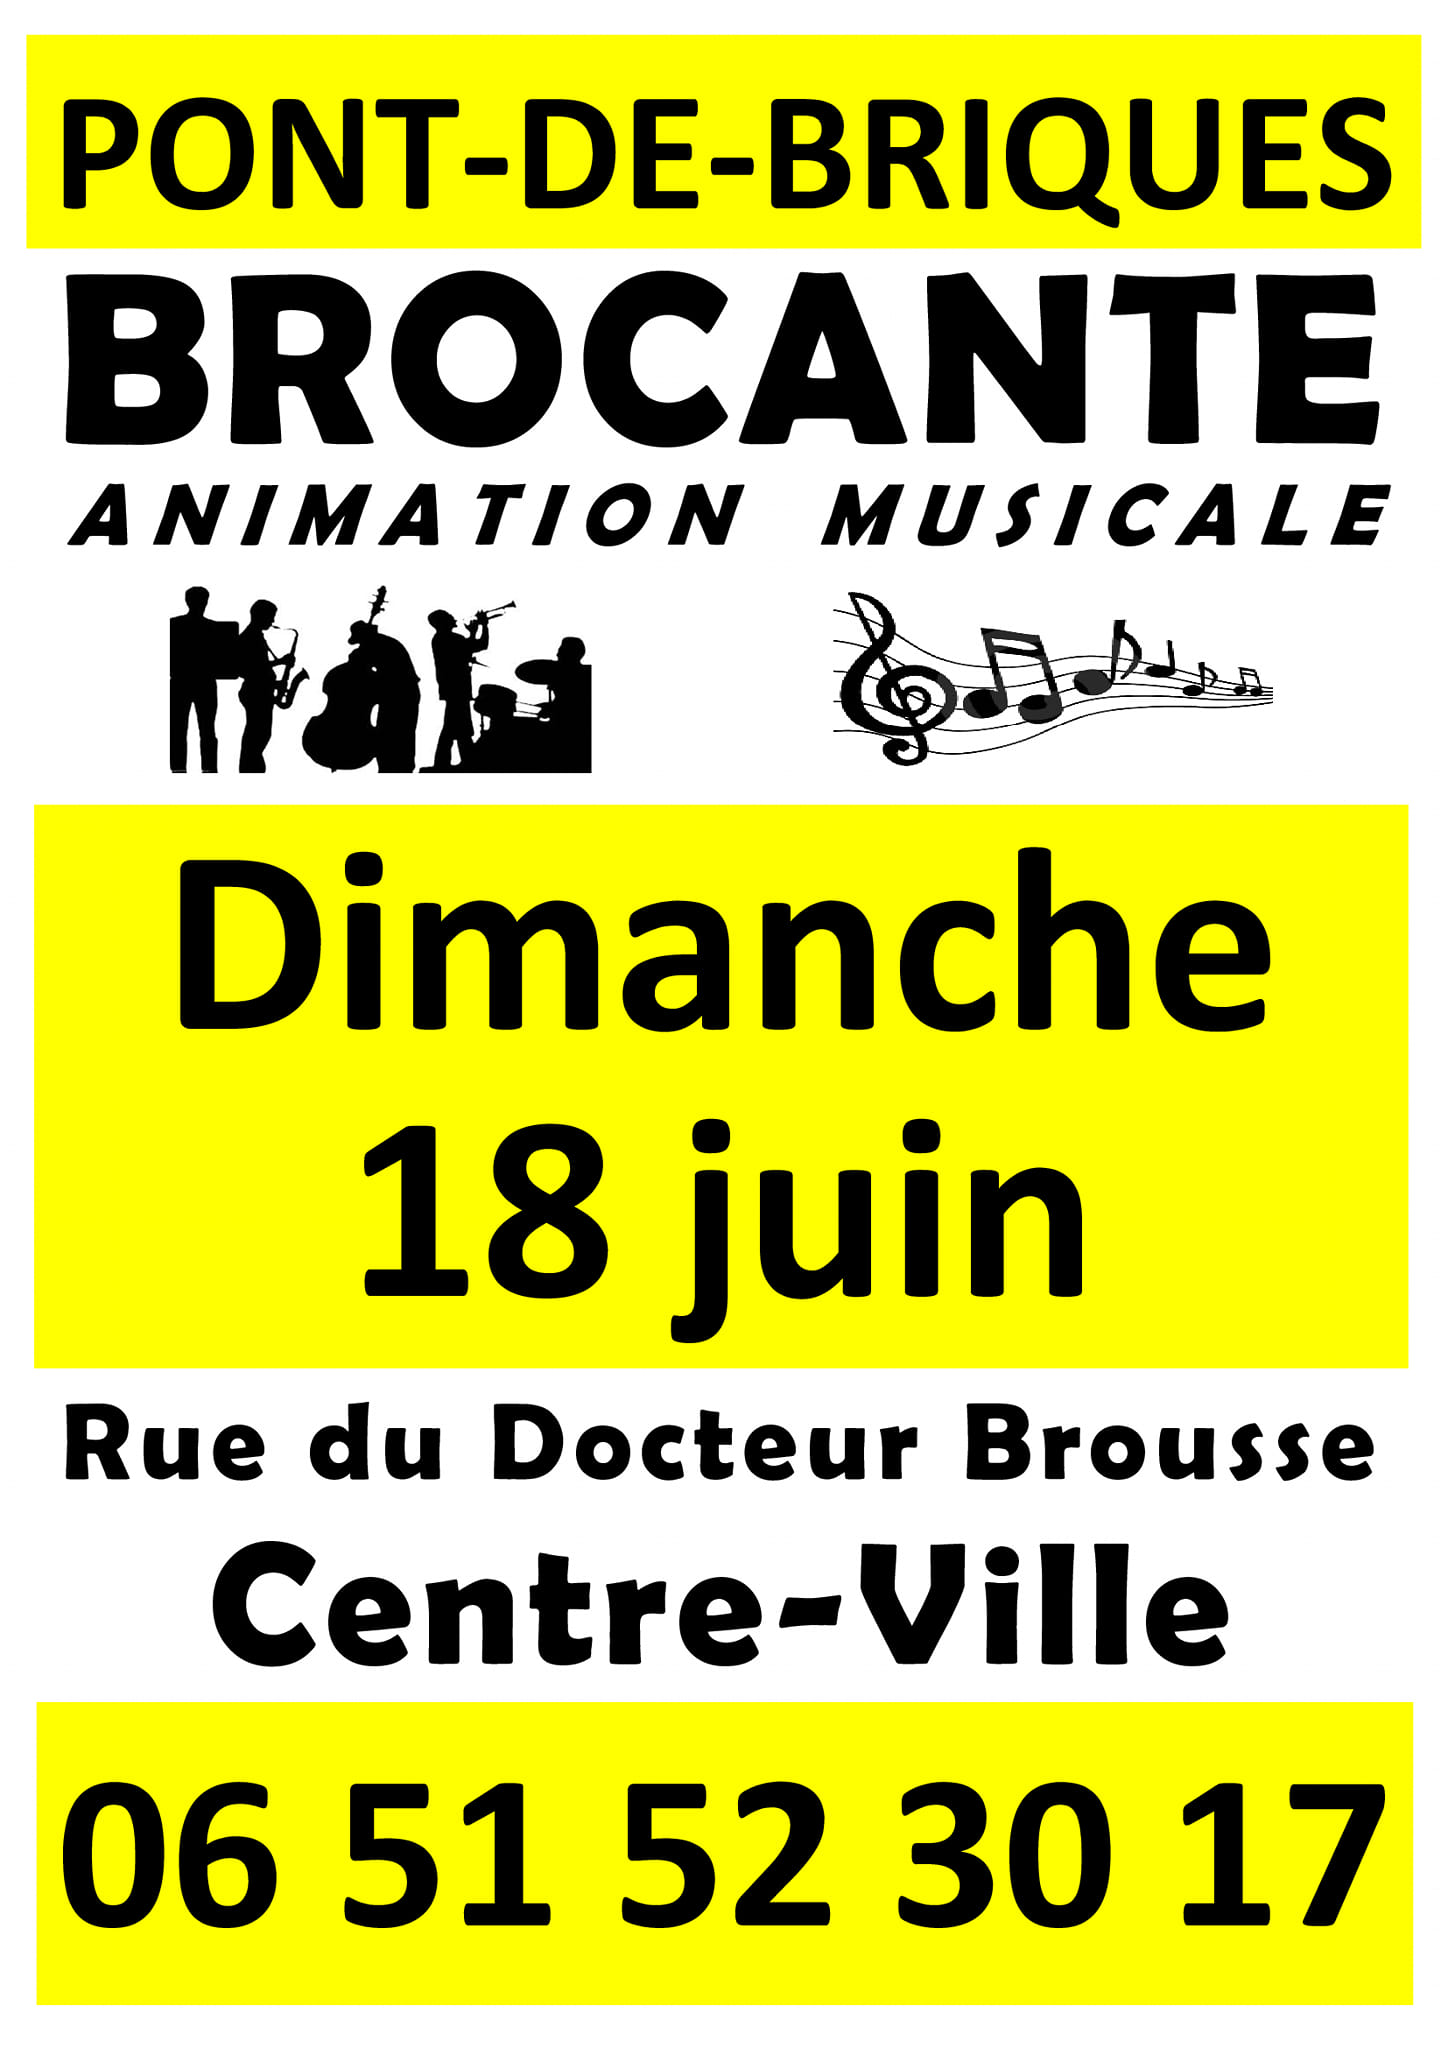 PONT-DE-BRIQUES
BROCANTE
ANIMATION MUSICALE
Dimanche
18 juin
Rue du Docteur Brousse
Centre-Ville
06 51 52 30 17